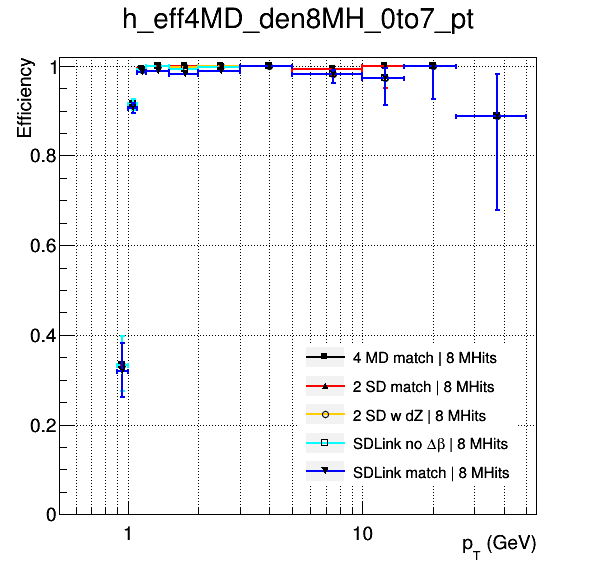 h_eff4MD_den8MH_0to7_pt
Efficiency
1
0.8
0.6
0.4
0.2
0
4 MD match | 8 MHits
2 SD match | 8 MHits
2 SD w dZ | 8 MHits
SDLink no Δβ | 8 MHits
SDLink match | 8 MHits
1
10
p_T (GeV)